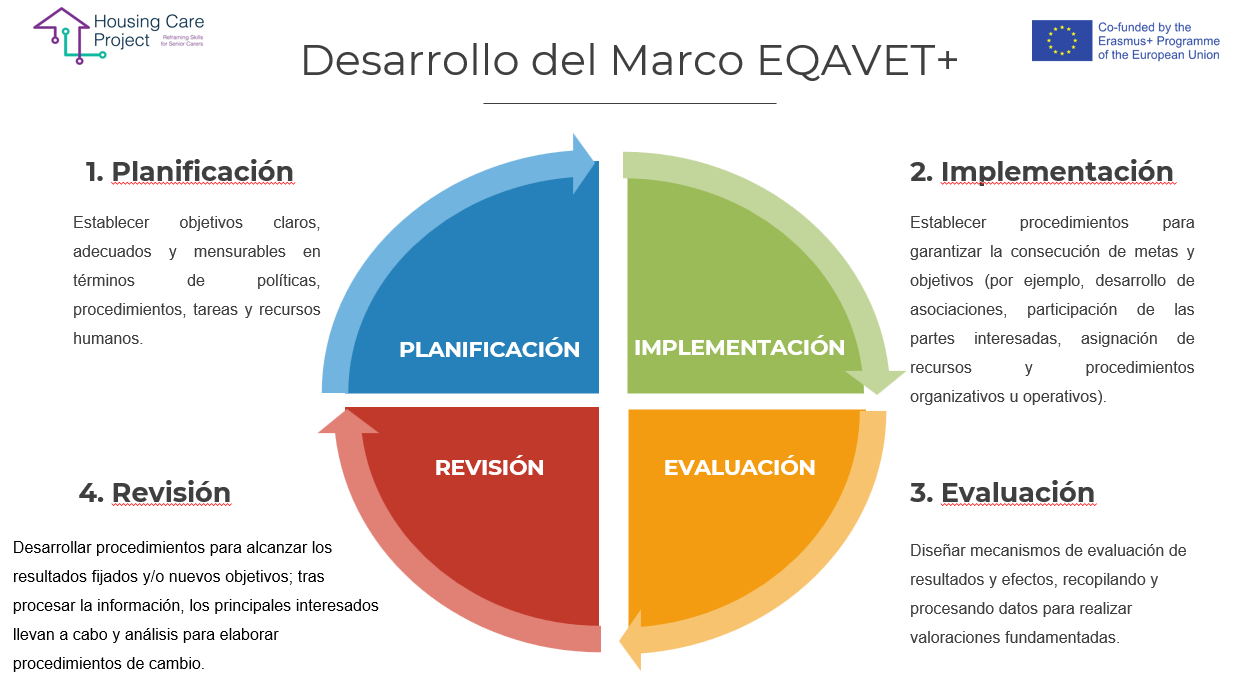 Housing Care
Project
Reframing Skills
for Senior Carers
Co-funded by the
Erasmus+ Programme
of the European Union
Desarrollo del Marco EQAVET+
1. Planificación
Establecer objetivos claros,
adecuados y mensurables en
términos de políticas,
procedimientos, tareas y recursos
humanos.
2. Implementación
Establecer procedimientos para
garantizar la consecución de metas y
objetivos (por ejemplo, desarrollo de
asociaciones, participación de las
partes interesadas, asignación de
recursos y procedimientos
organizativos u operativos).
PLANIFICACIÓN
IMPLEMENTACIÓN
REVISIÓN
EVALUACIÓN
4. Revisión
Desarrollar procedimientos para alcanzar los
resultados fijados y/o nuevos objetivos; tras
procesar la información, los principales interesados
llevan a cabo y análisis para elaborar
procedimientos de cambio.
3. Evaluación
Diseñar mecanismos de evaluación de
resultados y efectos, recopilando y
procesando datos para realizar
valoraciones fundamentadas.